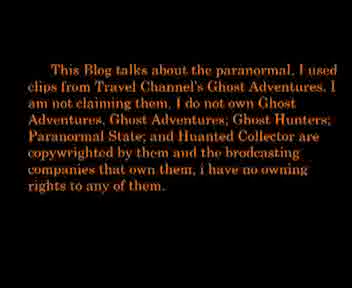 This Blog talks about the paranormal. I used
clips from Travel Channel's Ghost Adventures. I
am not claiming them. I do not own Ghost
Adventures. Ghost Adventures; Ghost Hunters;
Paranormal State; and Huanted Collector are
copywrighted by them and the brodcasting
companies that own them, i have no owning
rights to any of them.